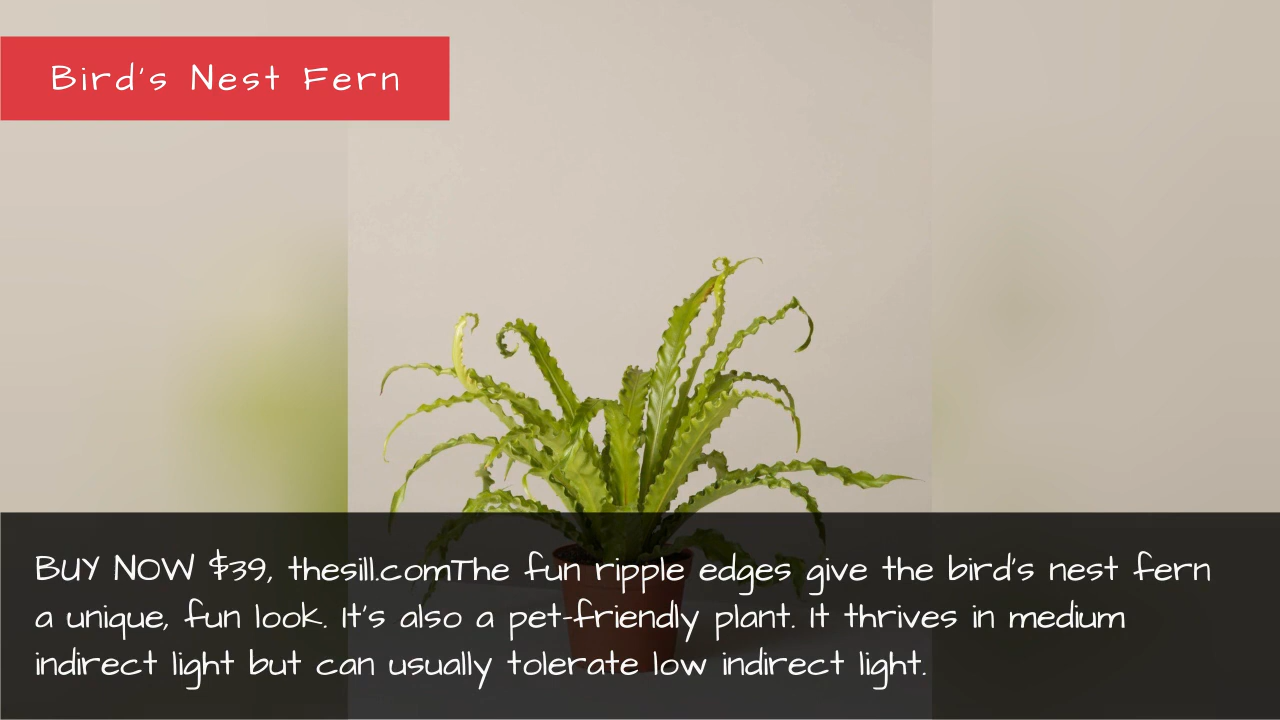 Bird's Nest Fern
BUY NOW $39, thesill.comThe fun ripple edges give the bird's nest fern
a unique, fun look. It's also a pet-friendly plant. It thrives in medium
indirect light but can usually tolerate low indirect light.